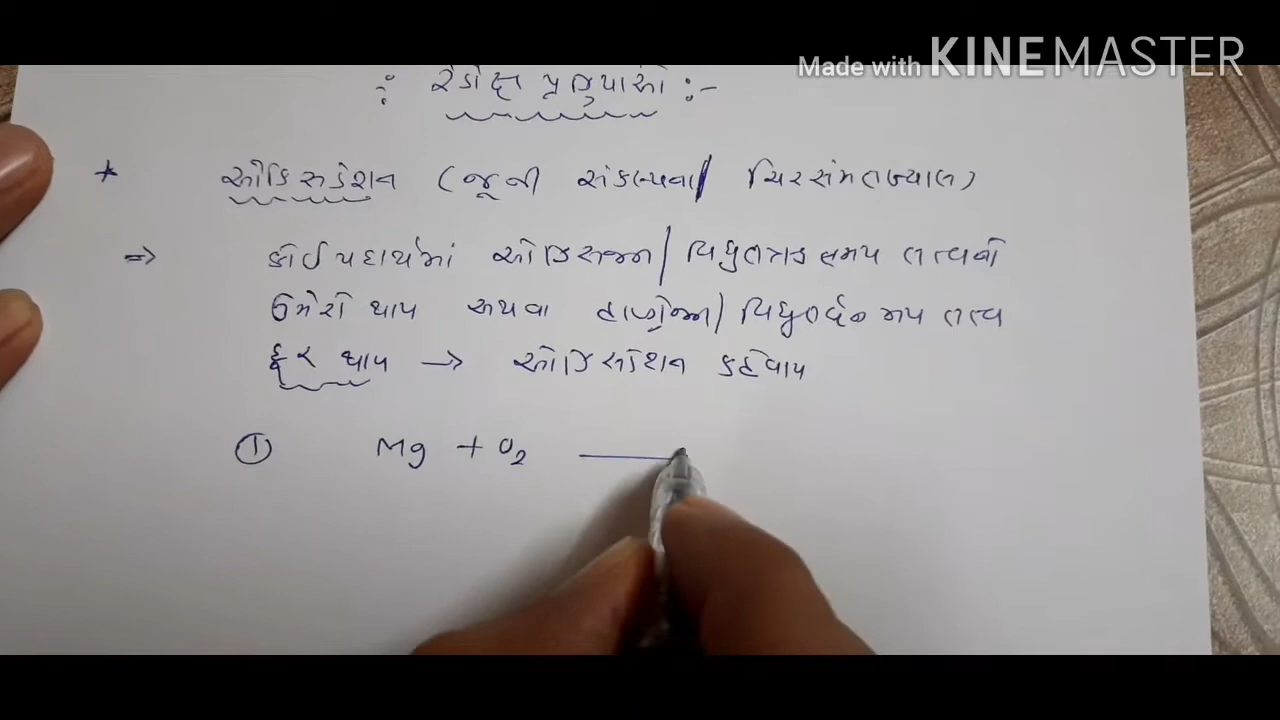 Made with KINEMASTER
: રેડોક્ષ પ્રક્રિયાઓ :-
* ઓક્સિડેશન (જૂની સંકલ્પના/ ચિરસંમતખ્યાલ)
⇒ કોઈ પદાર્થમાં ઓક્સિજન/ વિદ્યુતઋણમય તત્વનો
ઉમેરો થાય અથવા હાઈડ્રોજન/ વિદ્યુતધનમય તત્વ
દૂર થાય → ઓક્સિડેશન કહેવાય
① Mg + O₂